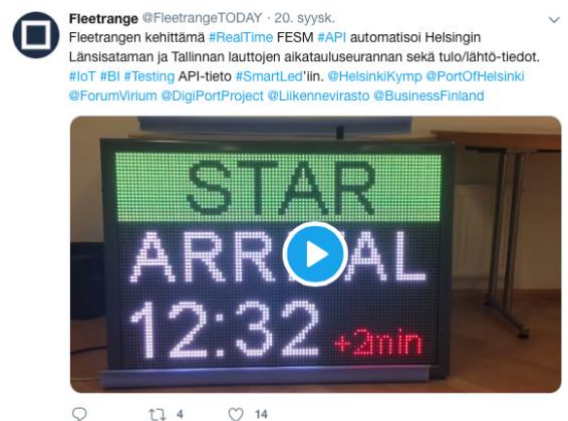 Fleetrange @FleetrangeTODAY · 20. syysk.
Fleetrangen kehittämä #RealTime FESM #API automatisoi Helsingin
Länsisataman ja Tallinnan lauttojen aikatauluseurannan sekä tulo/lähtö-tiedot.
#IoT #BI #Testing API-tieto #SmartLed'iin. @HelsinkiKymp @PortOfHelsinki
@ForumVirium @DigiPortProject @Liikennevirasto @BusinessFinland
STAR
ARRIVAL
12:32 +2min
4 14